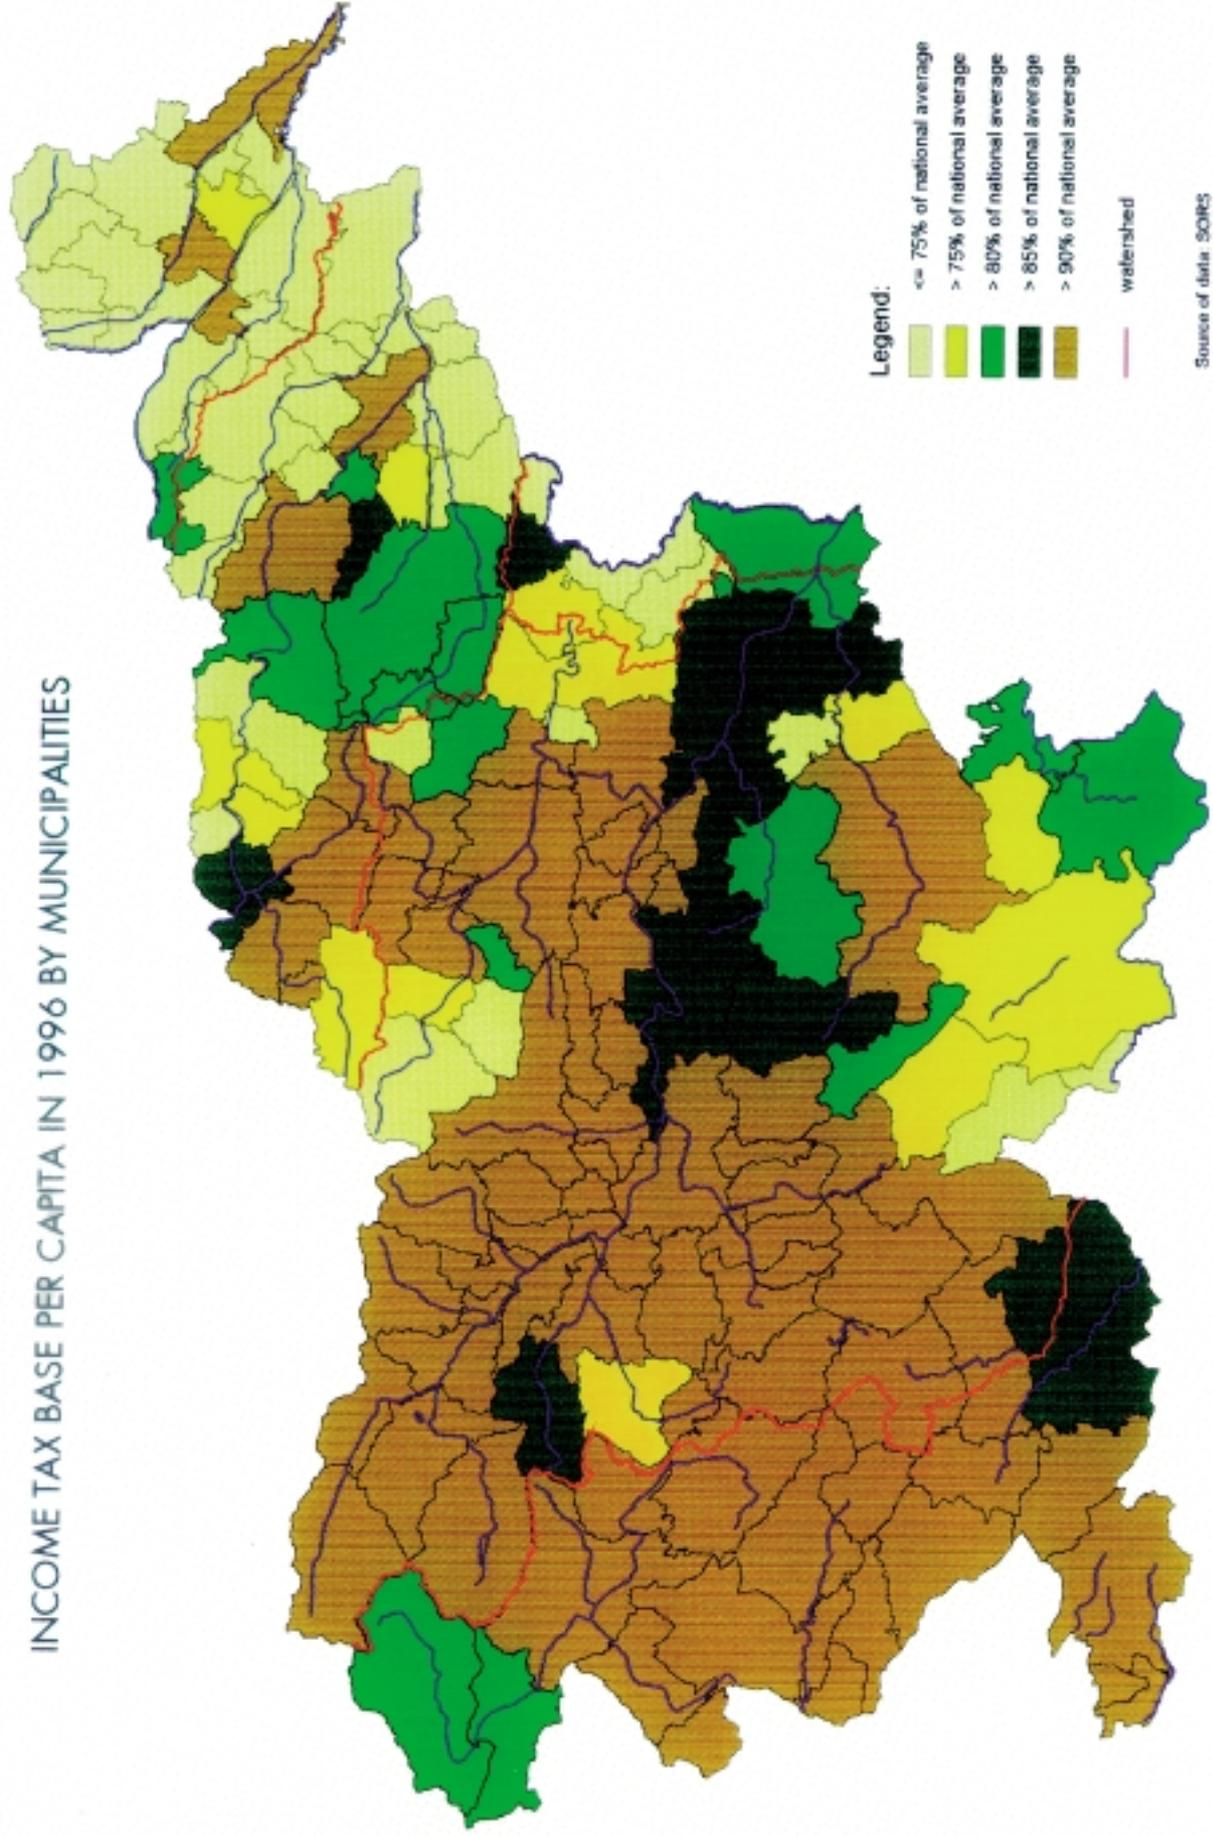 INCOME TAX BASE PER CAPITA IN 1996 BY MUNICIPALITIES
Legend:
<= 75% of national average
> 75% of national average
> 80% of national average
> 85% of national average
> 90% of national average
watershed
Source of data: SORS